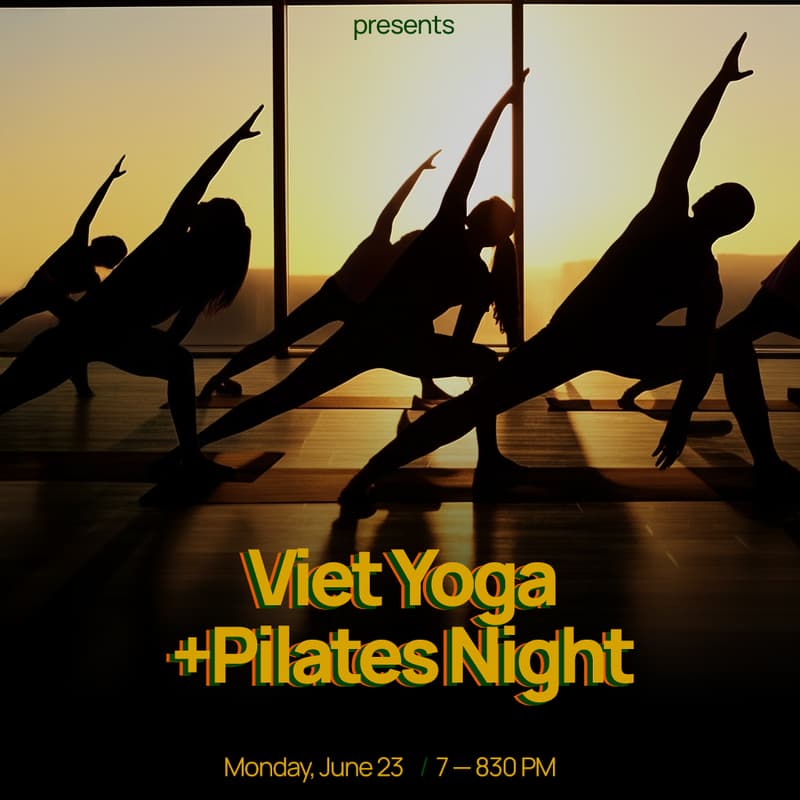 presents
Viet Yoga
+Pilates Night
Monday, June 23 / 7 — 830 PM